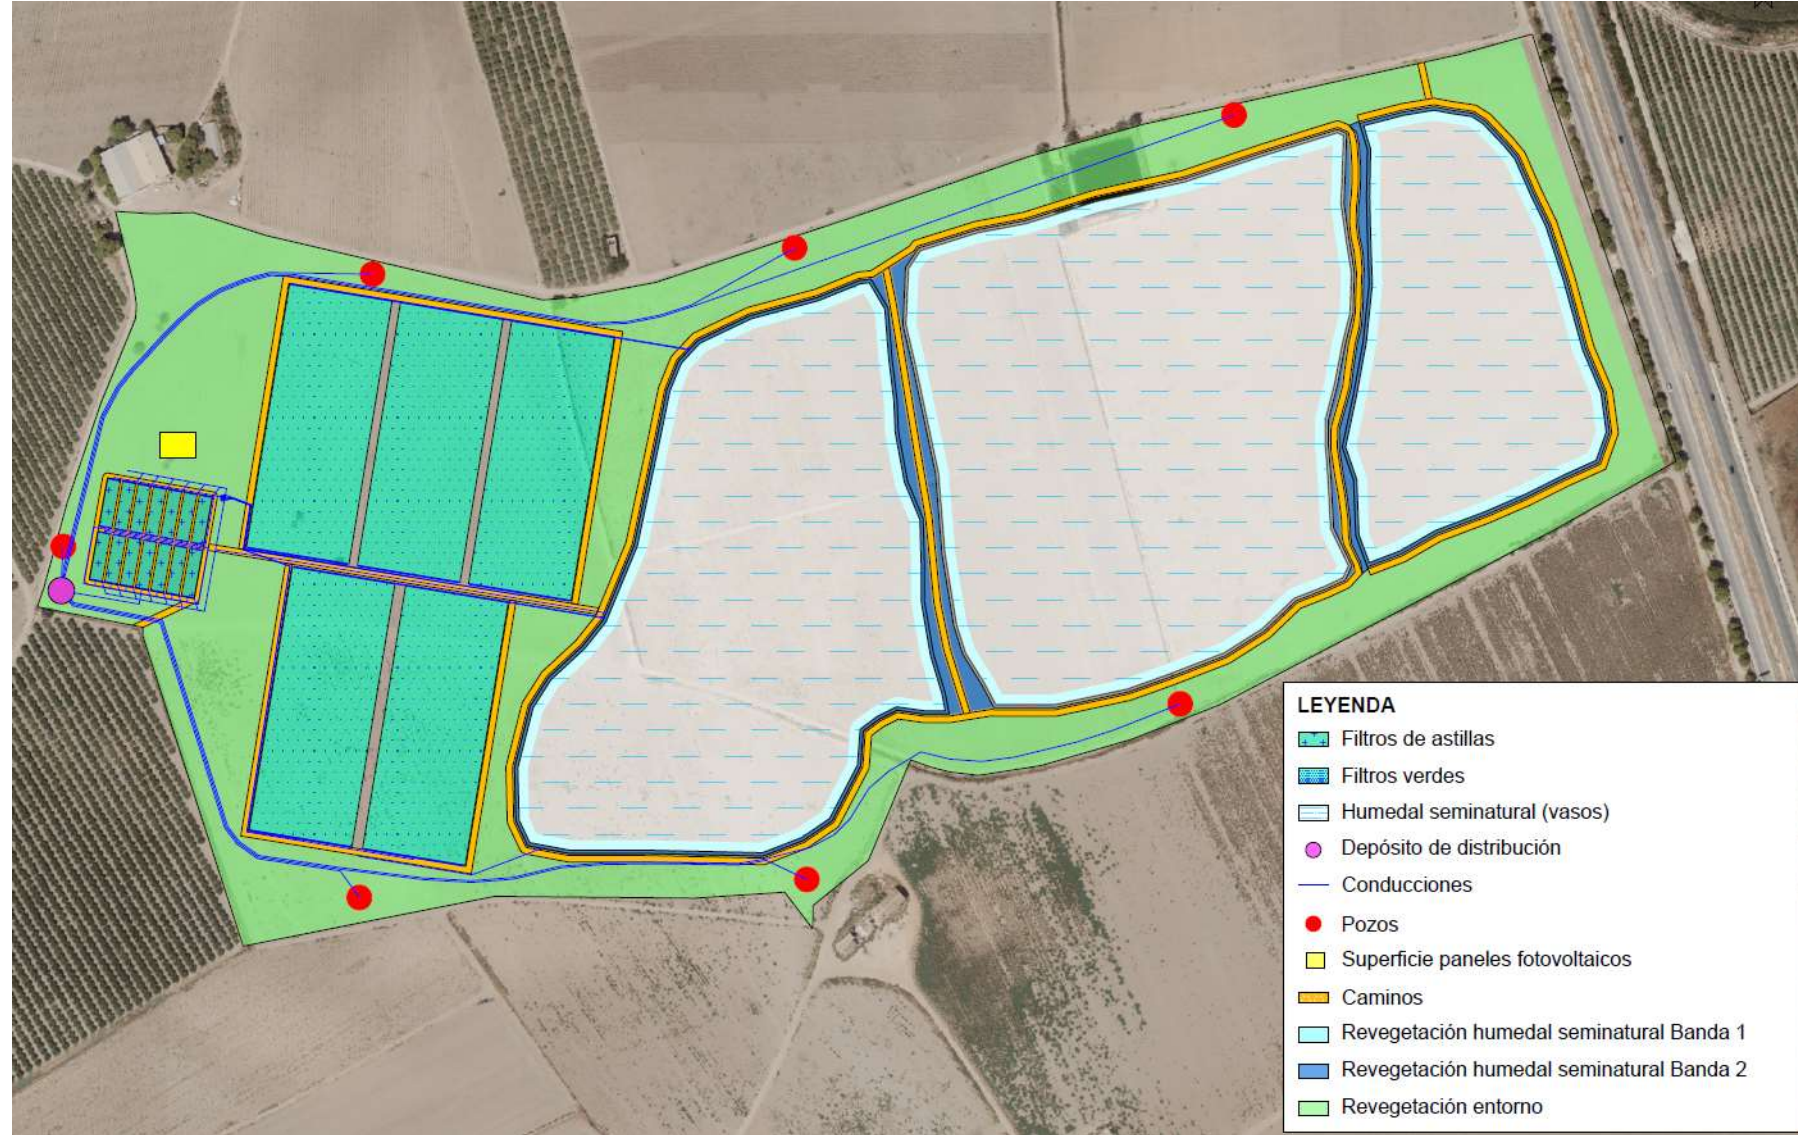 LEYENDA
Filtros de astillas
Filtros verdes
Humedal seminatural (vasos)
Depósito de distribución
Conducciones
Pozos
Superficie paneles fotovoltaicos
Caminos
Revegetación humedal seminatural Banda 1
Revegetación humedal seminatural Banda 2
Revegetación entorno